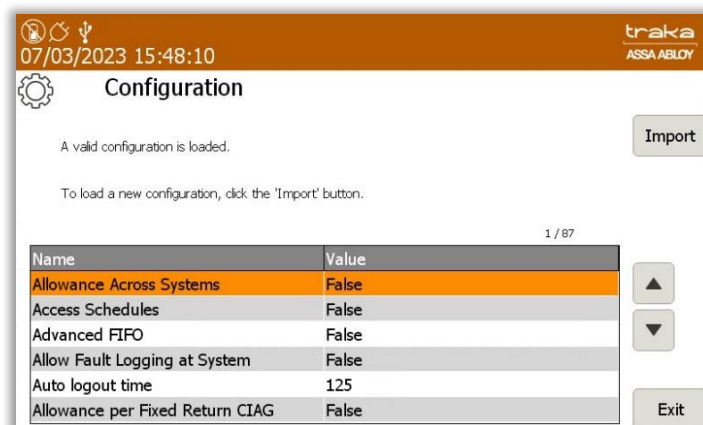 traka
07/03/2023 15:48:10
ASSA ABLOY
Configuration
Import
A valid configuration is loaded.
To load a new configuration, click the 'Import' button.
1 / 87
Name Value
Allowance Across Systems False
Access Schedules False
Advanced FIFO False
Allow Fault Logging at System False
Auto logout time 125
Allowance per Fixed Return CIAG False
Exit